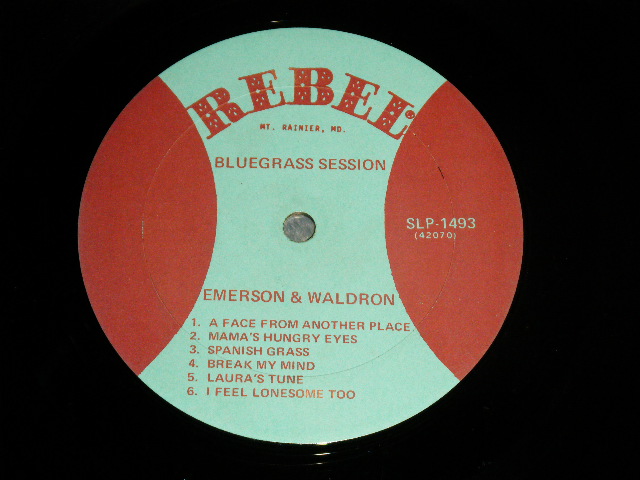 REBEL®
MT. RAINIER, MD.
BLUEGRASS SESSION
SLP-1493
(42070)
EMERSON & WALDRON
1. A FACE FROM ANOTHER PLACE
2. MAMA'S HUNGRY EYES
3. SPANISH GRASS
4. BREAK MY MIND
5. LAURA'S TUNE
6. I FEEL LONESOME TOO